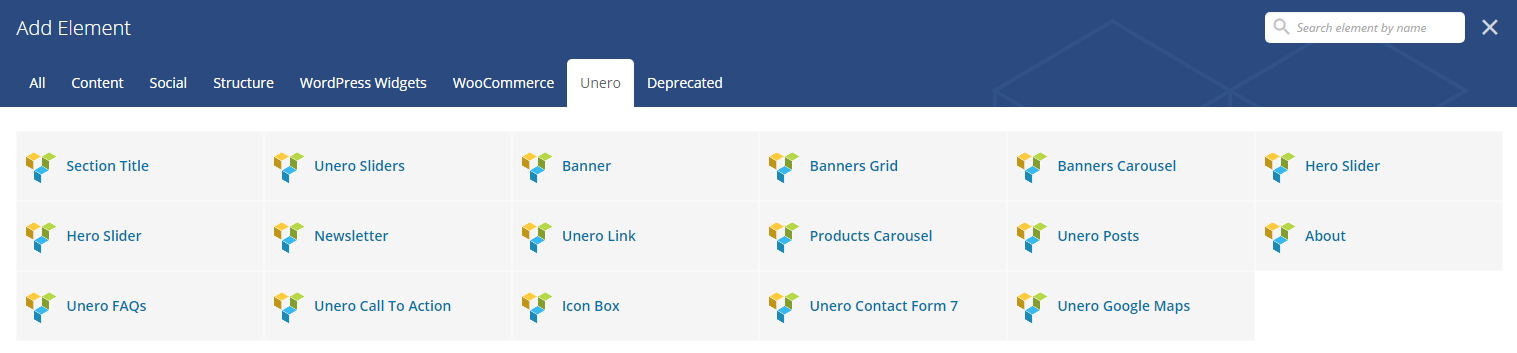 Add Element
Search element by name
All Content Social Structure WordPress Widgets WooCommerce Unero Deprecated
Section Title Unero Sliders Banner Banners Grid Banners Carousel Hero Slider
Hero Slider Newsletter Unero Link Products Carousel Unero Posts About
Unero FAQs Unero Call To Action Icon Box Unero Contact Form 7 Unero Google Maps